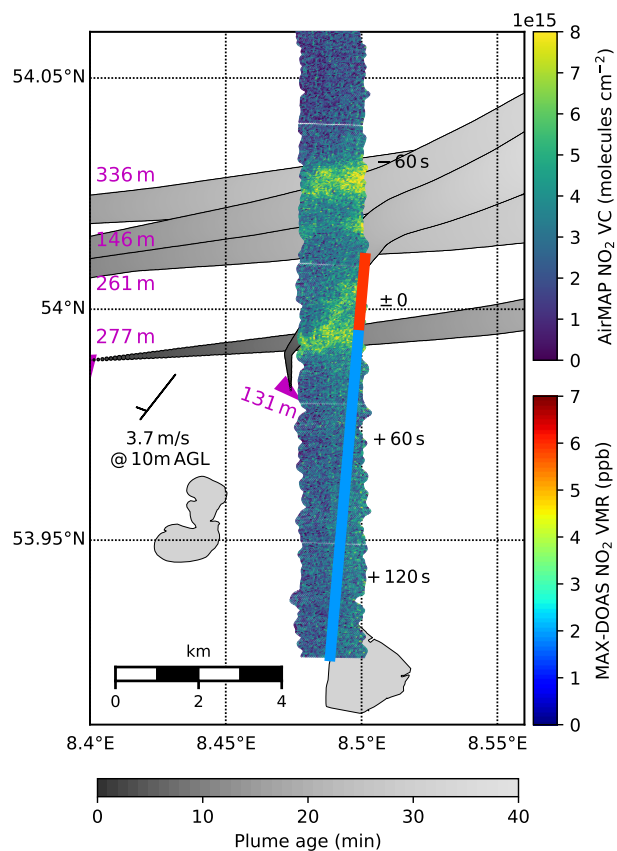 1e15
54.05°N
54°N
53.95°N
336 m
146 m
261 m
277 m
131 m
−60 s
±0
+60 s
+120 s
3.7 m/s
@ 10m AGL
km
0 2 4
8.4°E 8.45°E 8.5°E 8.55°E
8
7
6
5
4
3
2
1
0
AirMAP NO₂ VC (molecules cm⁻²)
7
6
5
4
3
2
1
0
MAX-DOAS NO₂ VMR (ppb)
0 10 20 30 40
Plume age (min)